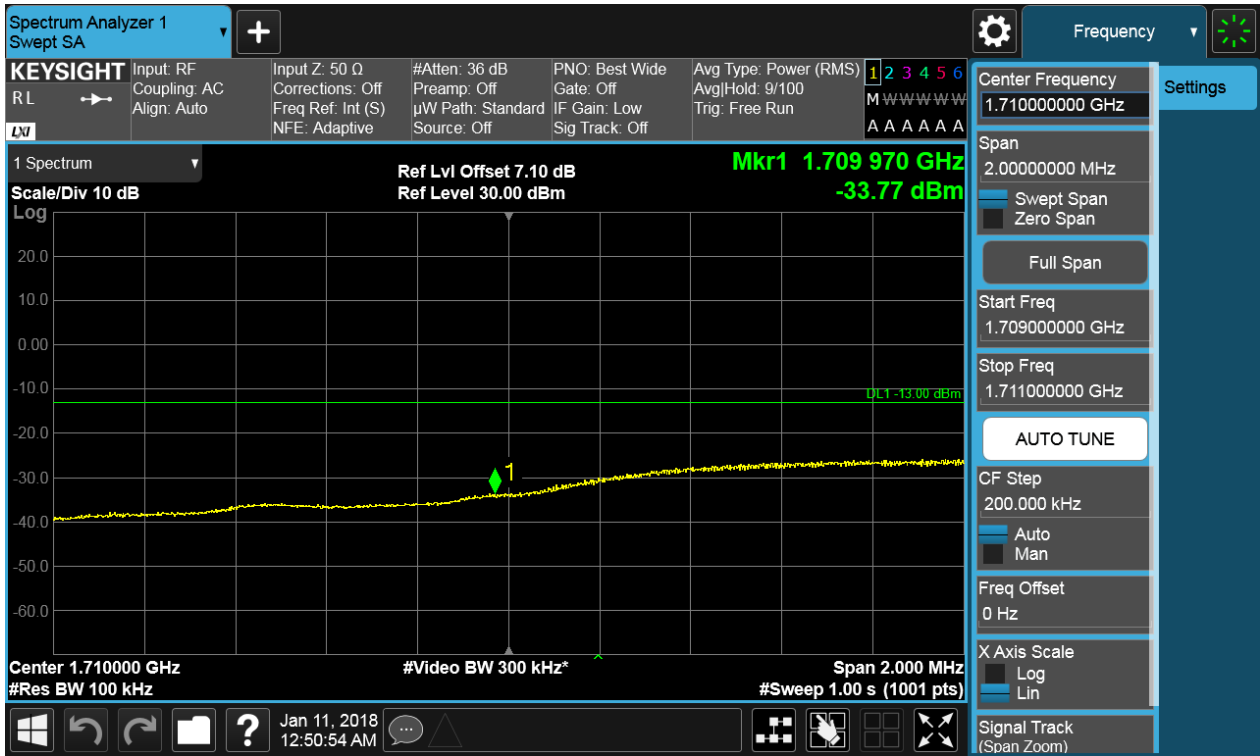 Spectrum Analyzer 1
Swept SA
+
Frequency
KEYSIGHT
R L
LXI
Input: RF
Coupling: AC
Align: Auto
Input Z: 50 Ω
Corrections: Off
Freq Ref: Int (S)
NFE: Adaptive
#Atten: 36 dB
Preamp: Off
µW Path: Standard
Source: Off
PNO: Best Wide
Gate: Off
IF Gain: Low
Sig Track: Off
Avg Type: Power (RMS)
Avg|Hold: 9/100
Trig: Free Run
1 2 3 4 5 6
M W W W W W
A A A A A A
1 Spectrum
Scale/Div 10 dB
Log
Ref Lvl Offset 7.10 dB
Ref Level 30.00 dBm
Mkr1 1.709 970 GHz
-33.77 dBm
20.0
10.0
0.00
-10.0
-20.0
-30.0
-40.0
-50.0
-60.0
DL1 -13.00 dBm
1
Center 1.710000 GHz
#Res BW 100 kHz
#Video BW 300 kHz*
Span 2.000 MHz
#Sweep 1.00 s (1001 pts)
Center Frequency
1.710000000 GHz
Settings
Span
2.00000000 MHz
Swept Span
Zero Span
Full Span
Start Freq
1.709000000 GHz
Stop Freq
1.711000000 GHz
AUTO TUNE
CF Step
200.000 kHz
Auto
Man
Freq Offset
0 Hz
X Axis Scale
Log
Lin
Signal Track
(Span Zoom)
?
Jan 11, 2018
12:50:54 AM